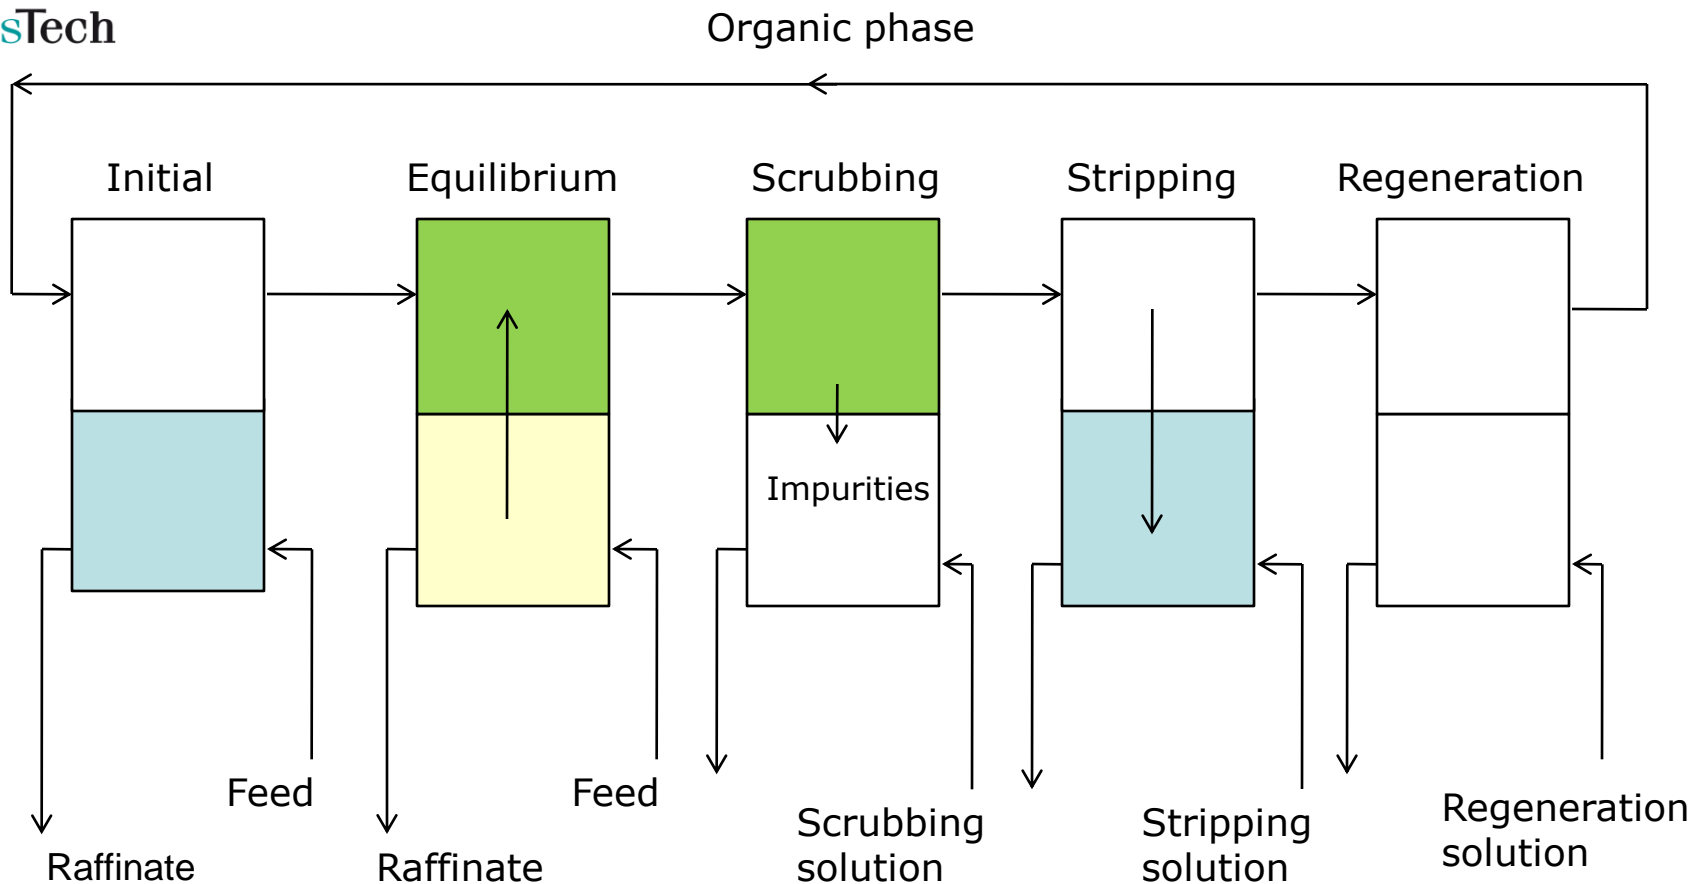 sTech
Organic phase
Initial
Equilibrium
Scrubbing
Stripping
Regeneration
Impurities
Feed
Feed
Raffinate
Raffinate
Scrubbing
solution
Stripping
solution
Regeneration
solution